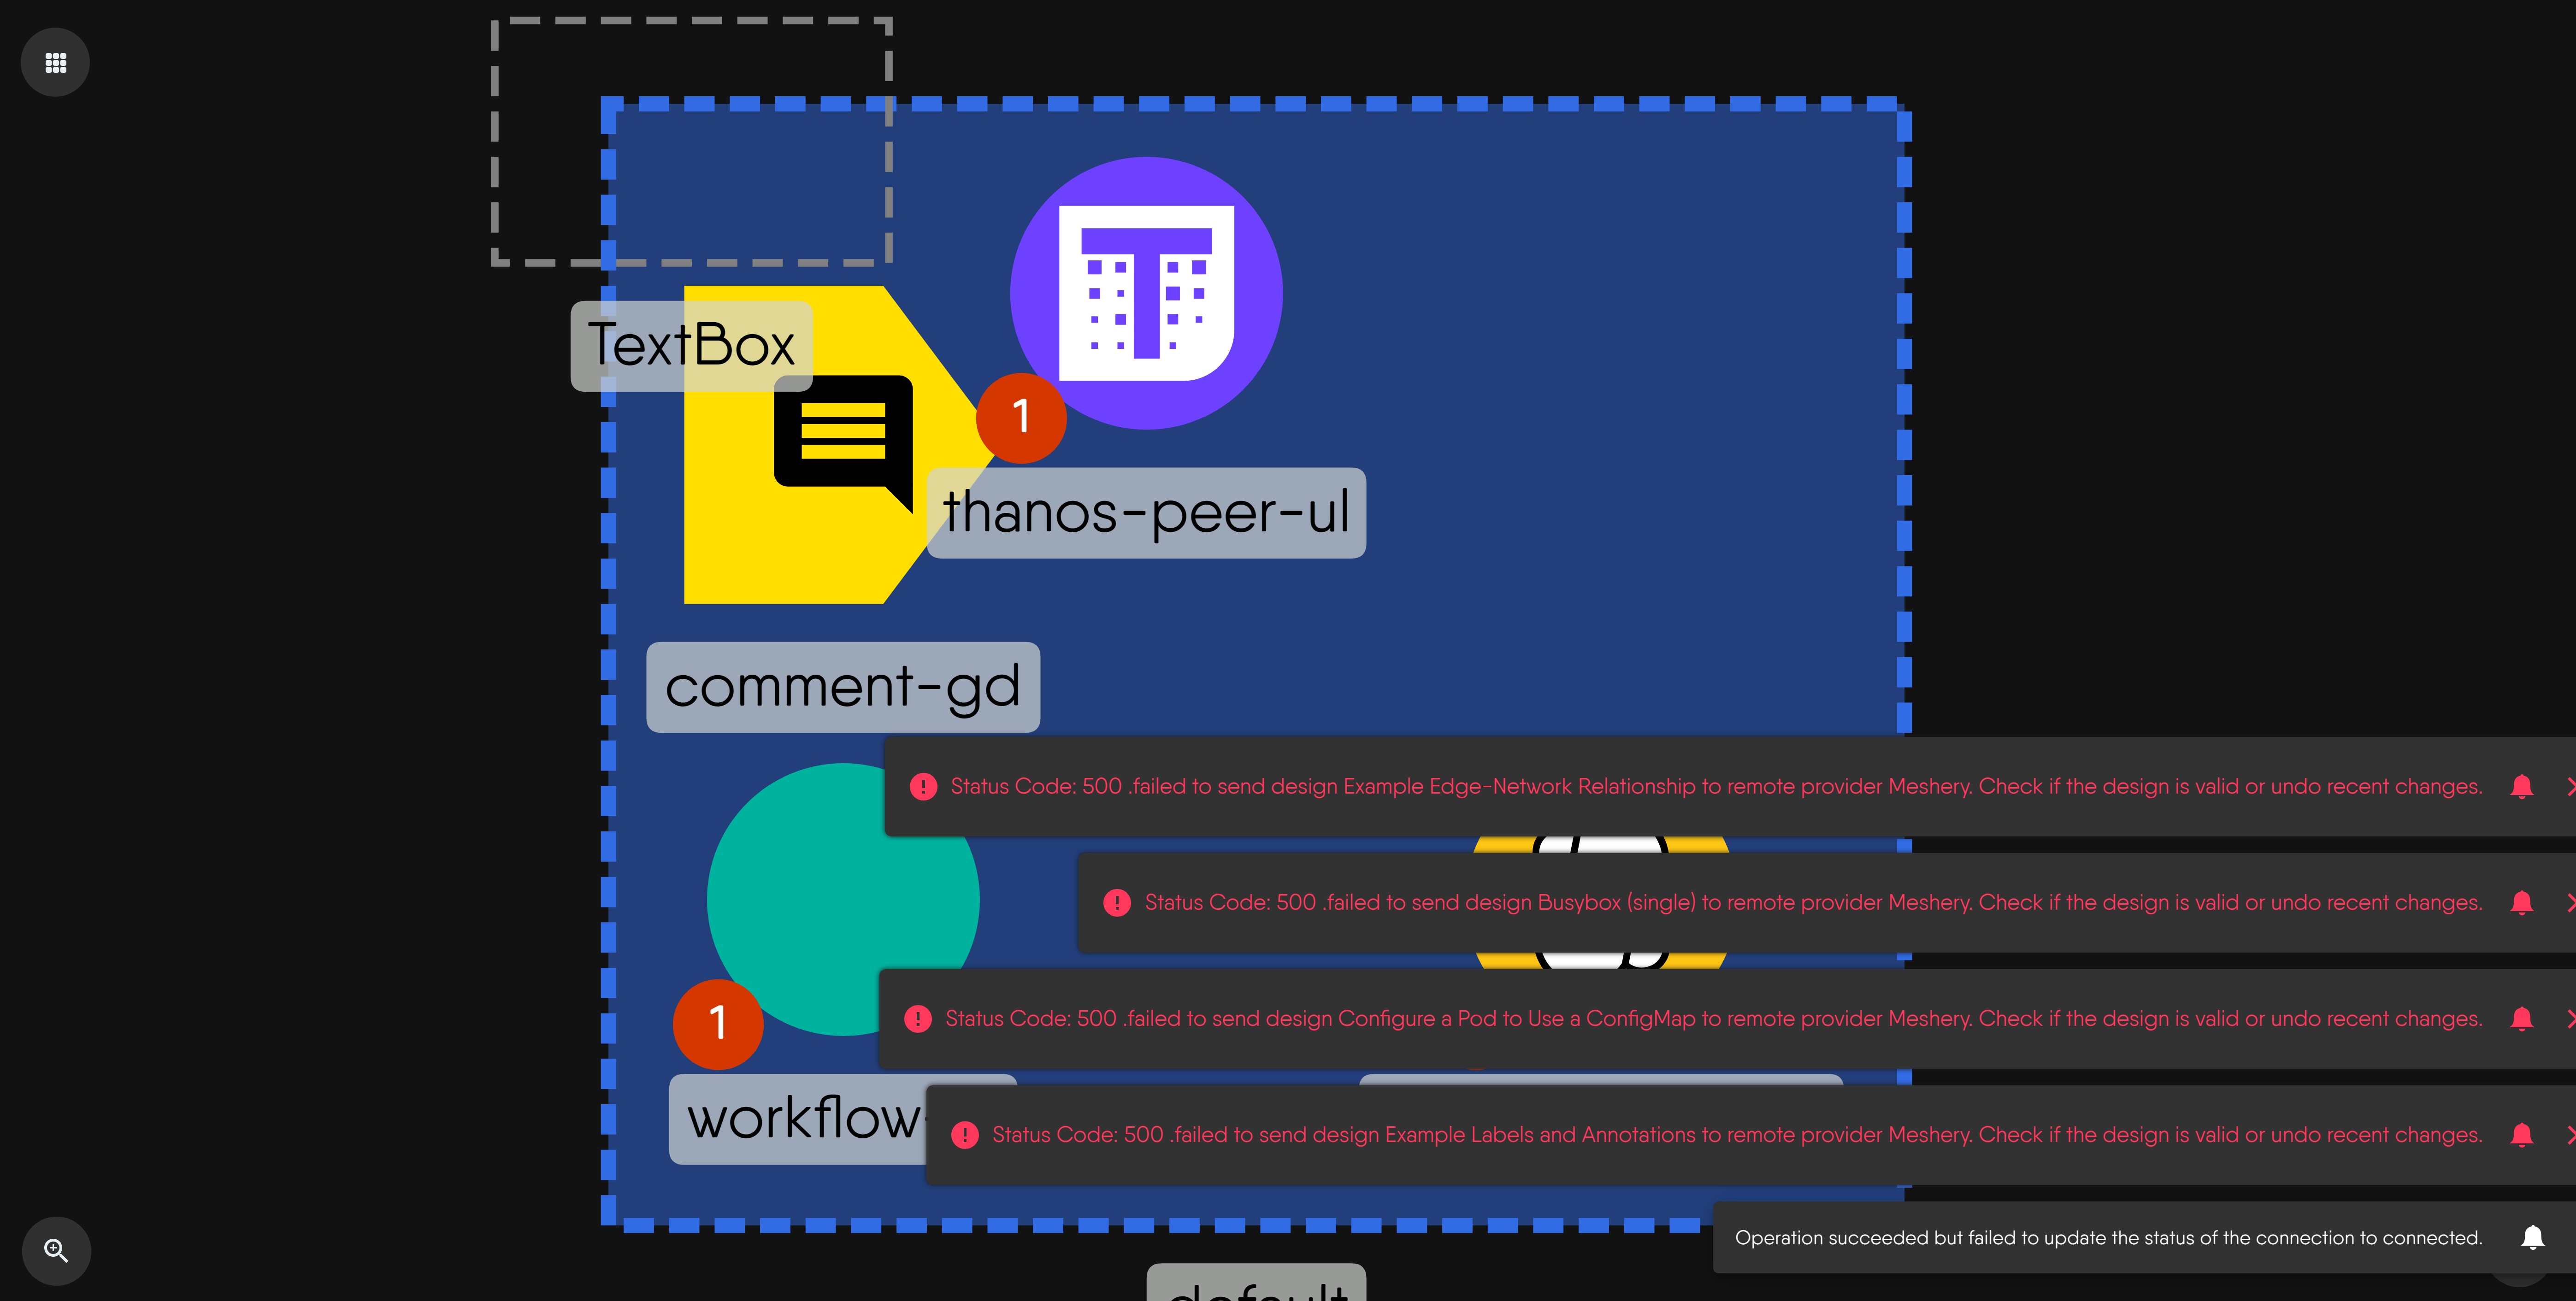 TextBox
1
thanos-peer-ul
comment-gd
Status Code: 500 .failed to send design Example Edge-Network Relationship to remote provider Meshery. Check if the design is valid or undo recent changes.
Status Code: 500 .failed to send design Busybox (single) to remote provider Meshery. Check if the design is valid or undo recent changes.
Status Code: 500 .failed to send design Configure a Pod to Use a ConfigMap to remote provider Meshery. Check if the design is valid or undo recent changes.
1
workflow-
Status Code: 500 .failed to send design Example Labels and Annotations to remote provider Meshery. Check if the design is valid or undo recent changes.
Operation succeeded but failed to update the status of the connection to connected.
default